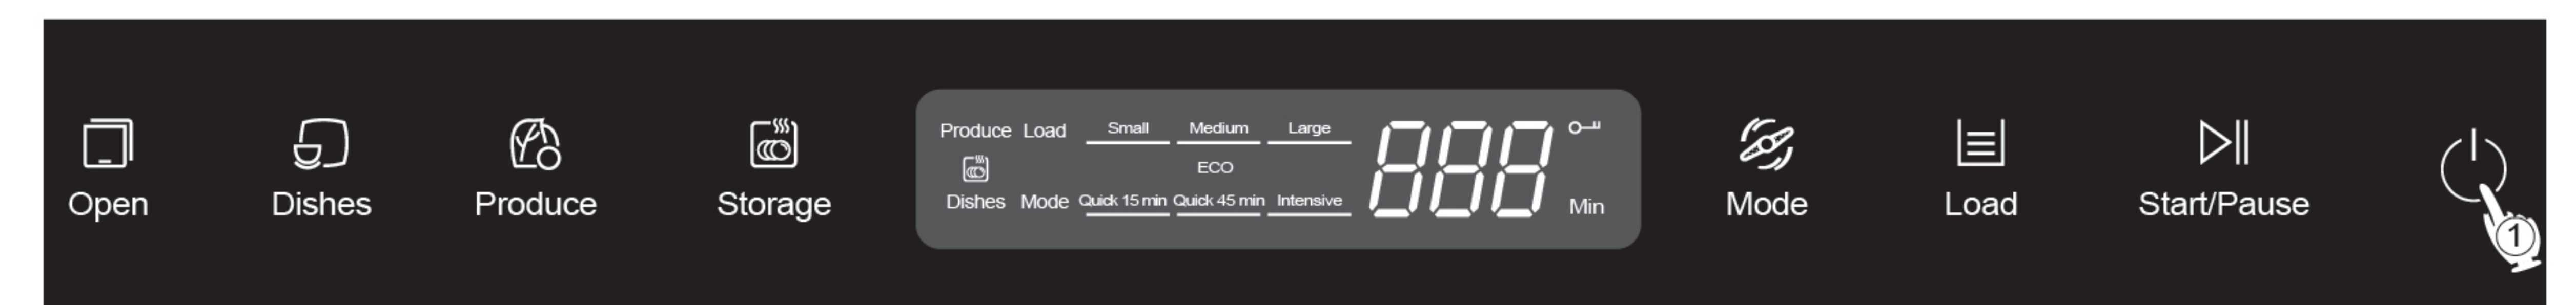 Open
Dishes
Produce
Storage
Produce Load Small Medium Large
ECO
Dishes Mode Quick 15 min Quick 45 min Intensive
888
Min
Mode
Load
Start/Pause
1